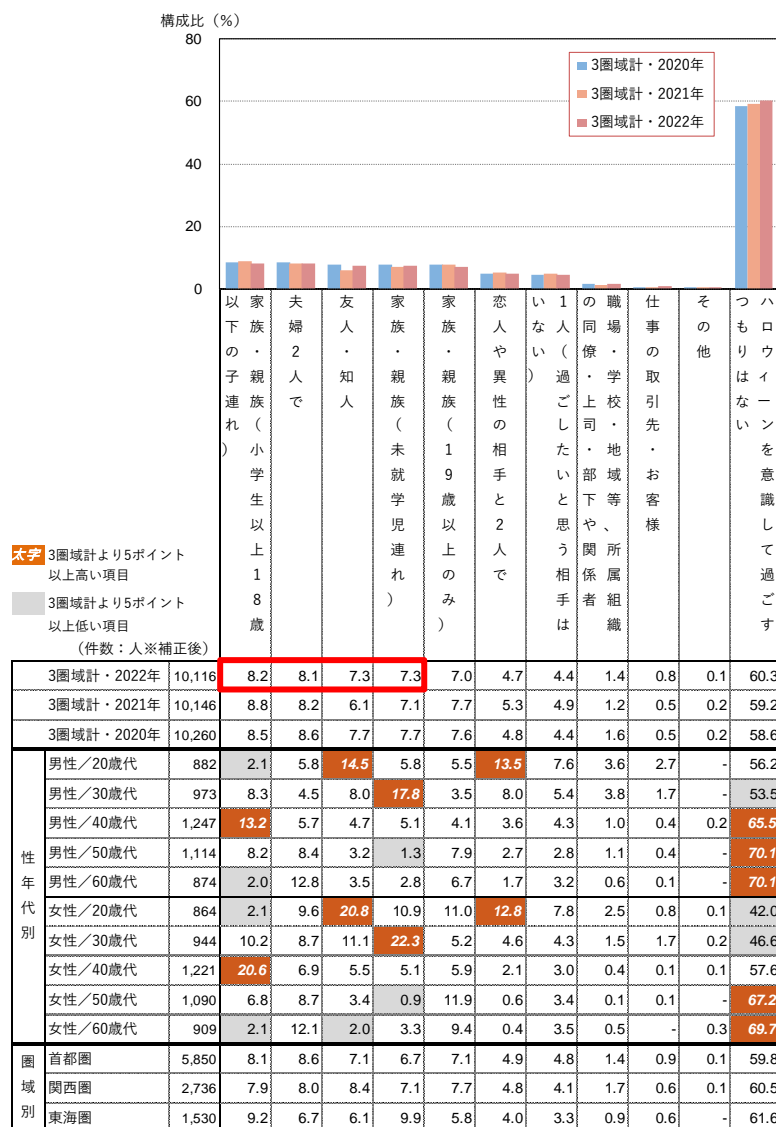 構成比（%）
80
60
40
20
0
3圏域計・2020年
3圏域計・2021年
3圏域計・2022年
家族・親族（小学生以上18歳
以下の子連れ）
夫婦2人で
友人・知人
家族・親族（未就学児連れ）
家族・親族（19歳以上のみ）
恋人や異性の相手と2人で
1人（過ごしたいと思う相手は
いない）
職場・学校・地域等、所属組織
の同僚・上司・部下や関係者
仕事の取引先・お客様
その他
ハロウィーンを意識して過ごす
つもりはない
太字 3圏域計より5ポイント
以上高い項目
3圏域計より5ポイント
以上低い項目
（件数：人※補正後）
3圏域計・2022年 10,116 8.2 8.1 7.3 7.3 7.0 4.7 4.4 1.4 0.8 0.1 60.3
3圏域計・2021年 10,146 8.8 8.2 6.1 7.1 7.7 5.3 4.9 1.2 0.5 0.2 59.2
3圏域計・2020年 10,260 8.5 8.6 7.7 7.7 7.6 4.8 4.4 1.6 0.5 0.2 58.6
性年代別
男性／20歳代 882 2.1 5.8 14.5 5.8 5.5 13.5 7.6 3.6 2.7 - 56.2
男性／30歳代 973 8.3 4.5 8.0 17.8 3.5 8.0 5.4 3.8 1.7 - 53.5
男性／40歳代 1,247 13.2 5.7 4.7 5.1 4.1 3.6 4.3 1.0 0.4 0.2 65.5
男性／50歳代 1,114 8.2 8.4 3.2 1.3 7.9 2.7 2.8 1.1 0.4 - 70.1
男性／60歳代 874 2.0 12.8 3.5 2.8 6.7 1.7 3.2 0.6 0.1 - 70.1
女性／20歳代 864 2.1 9.6 20.8 10.9 11.0 12.8 7.8 2.5 0.8 0.1 42.0
女性／30歳代 944 10.2 8.7 11.1 22.3 5.2 4.6 4.3 1.5 1.7 0.2 46.6
女性／40歳代 1,221 20.6 6.9 5.5 5.1 5.9 2.1 3.0 0.4 0.1 0.1 57.6
女性／50歳代 1,090 6.8 8.7 3.4 0.9 11.9 0.6 3.4 0.1 0.1 - 67.2
女性／60歳代 909 2.1 12.1 2.0 3.3 9.4 0.4 3.5 0.5 - 0.3 69.7
圏域別
首都圏 5,850 8.1 8.6 7.1 6.7 7.1 4.9 4.8 1.4 0.9 0.1 59.8
関西圏 2,736 7.9 8.0 8.4 7.1 7.7 4.8 4.1 1.7 0.6 0.1 60.5
東海圏 1,530 9.2 6.7 6.1 9.9 5.8 4.0 3.3 0.9 0.6 - 61.6